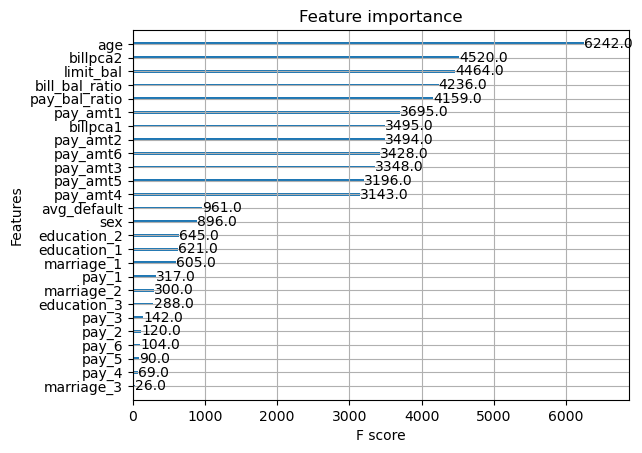 Feature importance
age 6242.0
billpca2 4520.0
limit_bal 4464.0
bill_bal_ratio 4236.0
pay_bal_ratio 4159.0
pay_amt1 3695.0
billpca1 3495.0
pay_amt2 3494.0
pay_amt6 3428.0
pay_amt3 3348.0
pay_amt5 3196.0
pay_amt4 3143.0
avg_default 961.0
sex 896.0
education_2 645.0
education_1 621.0
marriage_1 605.0
pay_1 317.0
marriage_2 300.0
education_3 288.0
pay_3 142.0
pay_2 120.0
pay_6 104.0
pay_5 90.0
pay_4 69.0
marriage_3 26.0
Features
0 1000 2000 3000 4000 5000 6000
F score